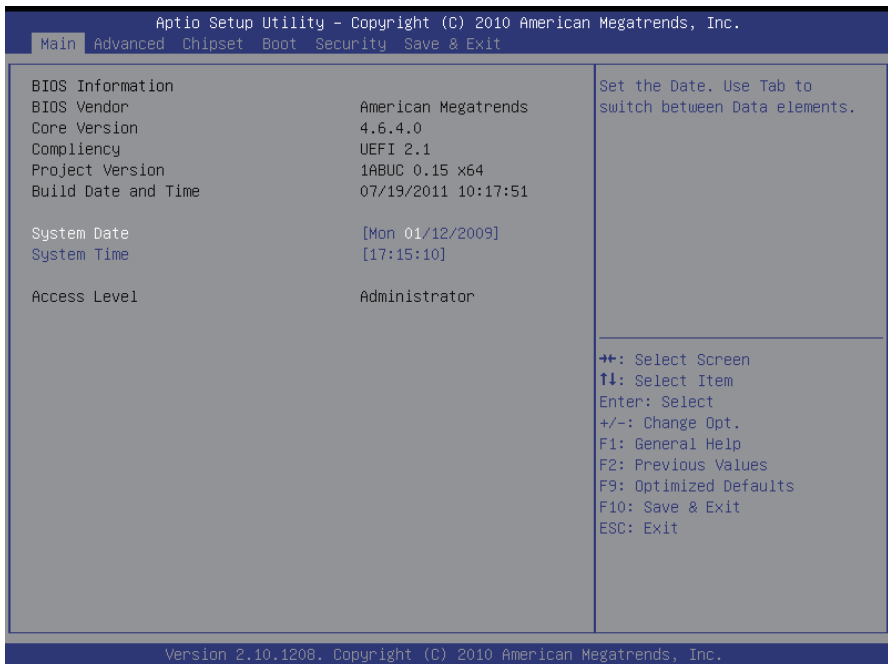 Aptio Setup Utility – Copyright (C) 2010 American Megatrends, Inc.
Main Advanced Chipset Boot Security Save & Exit
BIOS Information
BIOS Vendor American Megatrends
Core Version 4.6.4.0
Compliency UEFI 2.1
Project Version 1ABUC 0.15 x64
Build Date and Time 07/19/2011 10:17:51
System Date [Mon 01/12/2009]
System Time [17:15:10]
Access Level Administrator
Set the Date. Use Tab to
switch between Data elements.
→←: Select Screen
↑↓: Select Item
Enter: Select
+/-: Change Opt.
F1: General Help
F2: Previous Values
F9: Optimized Defaults
F10: Save & Exit
ESC: Exit
Version 2.10.1208. Copyright (C) 2010 American Megatrends, Inc.